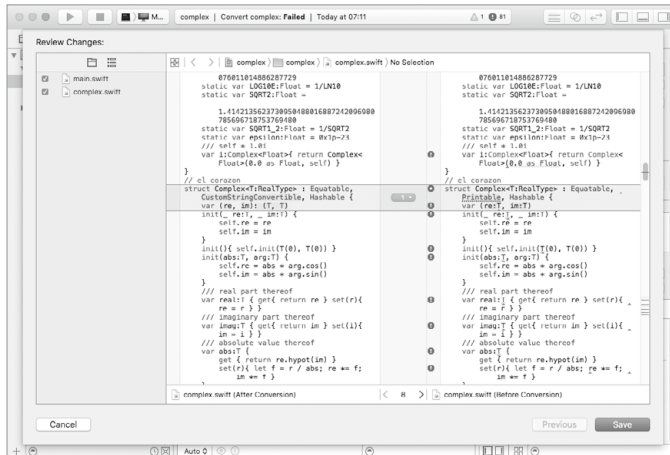 M...
complex | Convert complex: Failed | Today at 07:11
1
81
Review Changes:
complex
complex
complex.swift
No Selection
main.swift
complex.swift
076011014886287729
static var LOG10E:Float = 1/LN10
static var SQRT2:Float =
1.4142135623730950488016887242096980
785696718753769480
static var SQRT1_2:Float = 1/SQRT2
static var epsilon:Float = 0x1p-23
/// self * 1.0i
var i:Complex<Float>{ return Complex<
Float>(0.0 as Float, self) }
}
// el corazon
struct Complex<T:RealType> : Equatable,
CustomStringConvertible, Hashable {
var (re, im): (T, T)
init(_ re:T, _ im:T) {
self.re = re
self.im = im
}
init(){ self.init(T(0), T(0)) }
init(abs:T, arg:T) {
self.re = abs * arg.cos()
self.im = abs * arg.sin()
}
/// real part thereof
var real:T { get{ return re } set(r){
re = r } }
/// imaginary part thereof
var imag:T { get{ return im } set(i){
im = i } }
/// absolute value thereof
var abs:T {
get { return re.hypot(im) }
set(r){ let f = r / abs; re *= f;
im *= f }
1
076011014886287729
static var LOG10E:Float = 1/LN10
static var SQRT2:Float =
1.4142135623730950488016887242096980
785696718753769480
static var SQRT1_2:Float = 1/SQRT2
static var epsilon:Float = 0x1p-23
/// self * 1.0i
var i:Complex<Float>{ return Complex<
Float>(0.0 as Float, self) }
}
// el corazon
struct Complex<T:RealType> : Equatable,
Printable, Hashable {
var (re:T, im:T)
init(_ re:T, _ im:T) {
self.re = re
self.im = im
}
init(){ self.init(T(0), T(0)) }
init(abs:T, arg:T) {
self.re = abs * arg.cos()
self.im = abs * arg.sin()
}
/// real part thereof
var real:T { get{ return re } set(r){
re = r } }
/// imaginary part thereof
var imag:T { get{ return im } set(i){
im = i } }
/// absolute value thereof
var abs:T {
get { return re.hypot(im) }
set(r){ let f = r / abs; re *= f;
im *= f }
complex.swift (After Conversion)
8
complex.swift (Before Conversion)
Cancel
Previous
Save
Auto